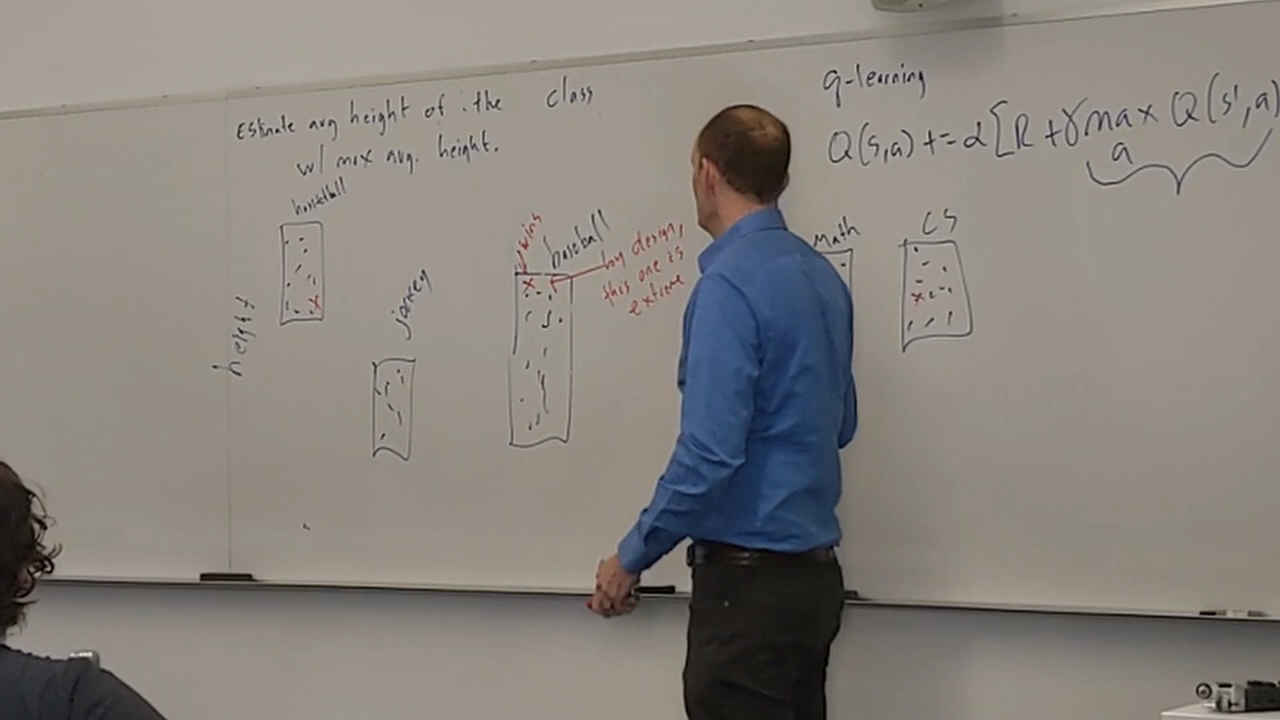 Estimate avg height of the class
w/ max avg. height.
q-learning
Q(s,a) += α[R + γ max Q(s',a)
a
basketball
height
jockey
wins
baseball
by design,
this one is
extreme
Math
CS